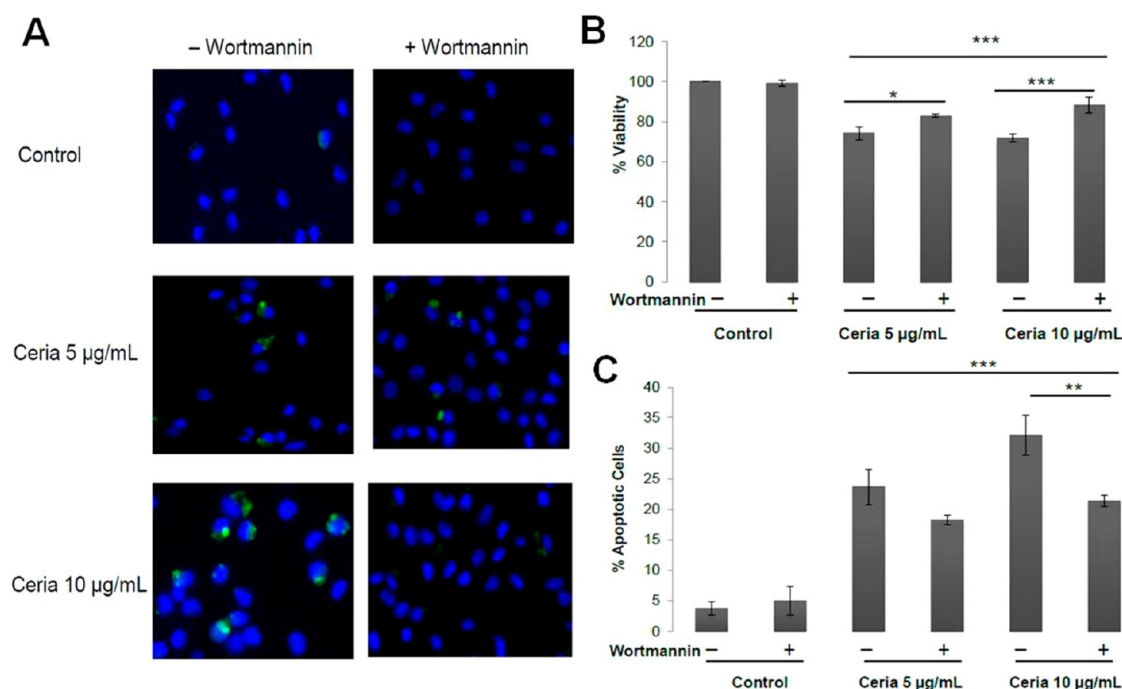 A
– Wortmannin
+ Wortmannin
Control
Ceria 5 µg/mL
Ceria 10 µg/mL
B
% Viability
120
100
80
60
40
20
0
***
*
***
Wortmannin – + – + – +
Control Ceria 5 µg/mL Ceria 10 µg/mL
C
% Apoptotic Cells
40
35
30
25
20
15
10
5
0
***
**
Wortmannin – + – + – +
Control Ceria 5 µg/mL Ceria 10 µg/mL